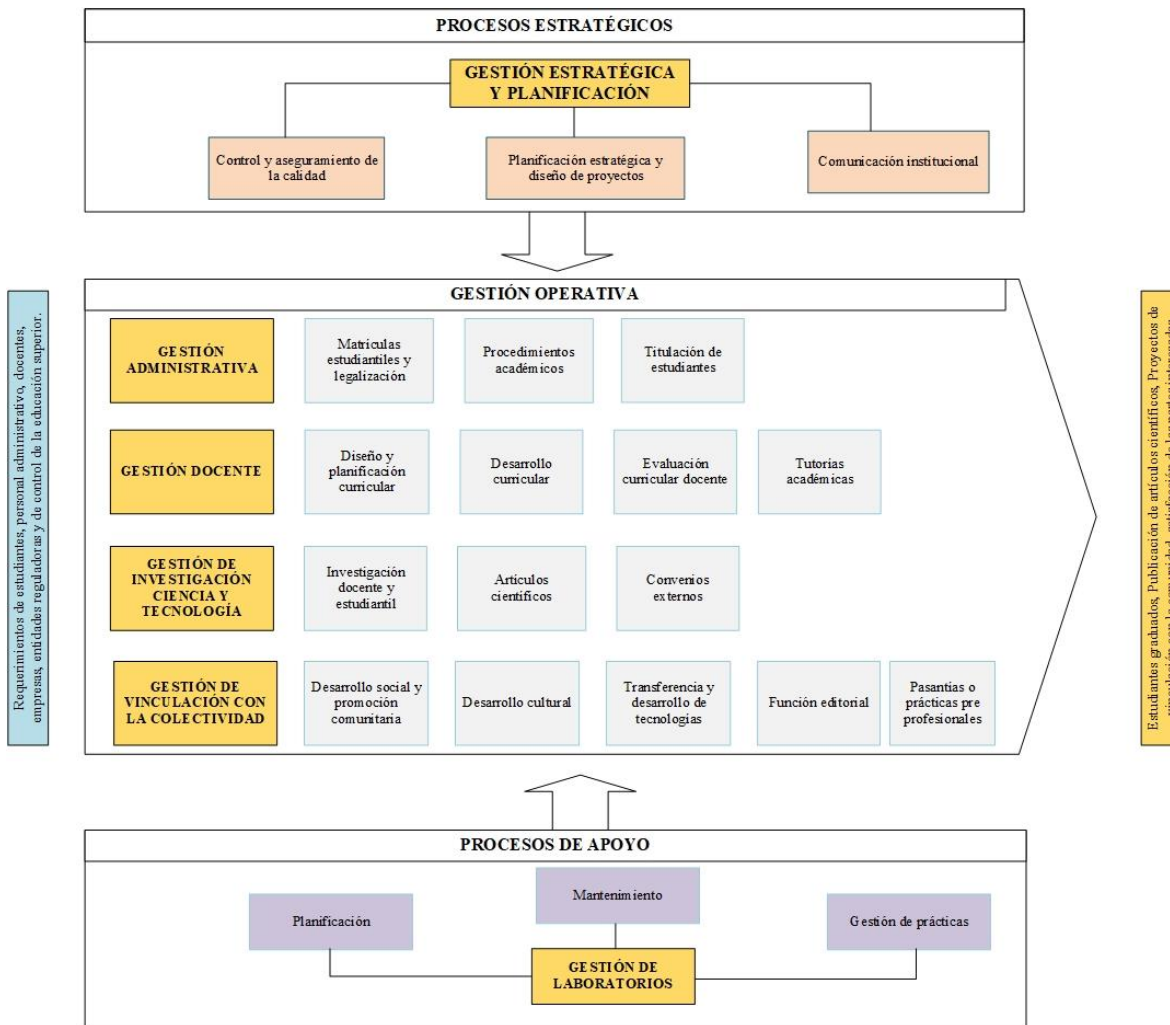 PROCESOS ESTRATÉGICOS
GESTIÓN ESTRATÉGICA
Y PLANIFICACIÓN
Control y aseguramiento de
la calidad
Planificación estratégica y
diseño de proyectos
Comunicación institucional
Requerimientos de estudiantes, personal administrativo, docentes,
empresas, entidades reguladoras y de control de la educación superior.
GESTIÓN OPERATIVA
GESTIÓN
ADMINISTRATIVA
Matriculas
estudiantiles y
legalización
Procedimientos
académicos
Titulación de
estudiantes
GESTIÓN DOCENTE
Diseño y
planificación
curricular
Desarrollo
curricular
Evaluación
curricular docente
Tutorías
académicas
GESTIÓN DE
INVESTIGACIÓN
CIENCIA Y
TECNOLOGÍA
Investigación
docente y
estudiantil
Artículos
científicos
Convenios
externos
GESTIÓN DE
VINCULACIÓN CON
LA COLECTIVIDAD
Desarrollo social y
promoción
comunitaria
Desarrollo cultural
Transferencia y
desarrollo de
tecnologías
Función editorial
Pasantías o
prácticas pre
profesionales
Estudiantes graduados, Publicación de artículos científicos, Proyectos de
PROCESOS DE APOYO
Planificación
Mantenimiento
Gestión de prácticas
GESTIÓN DE
LABORATORIOS